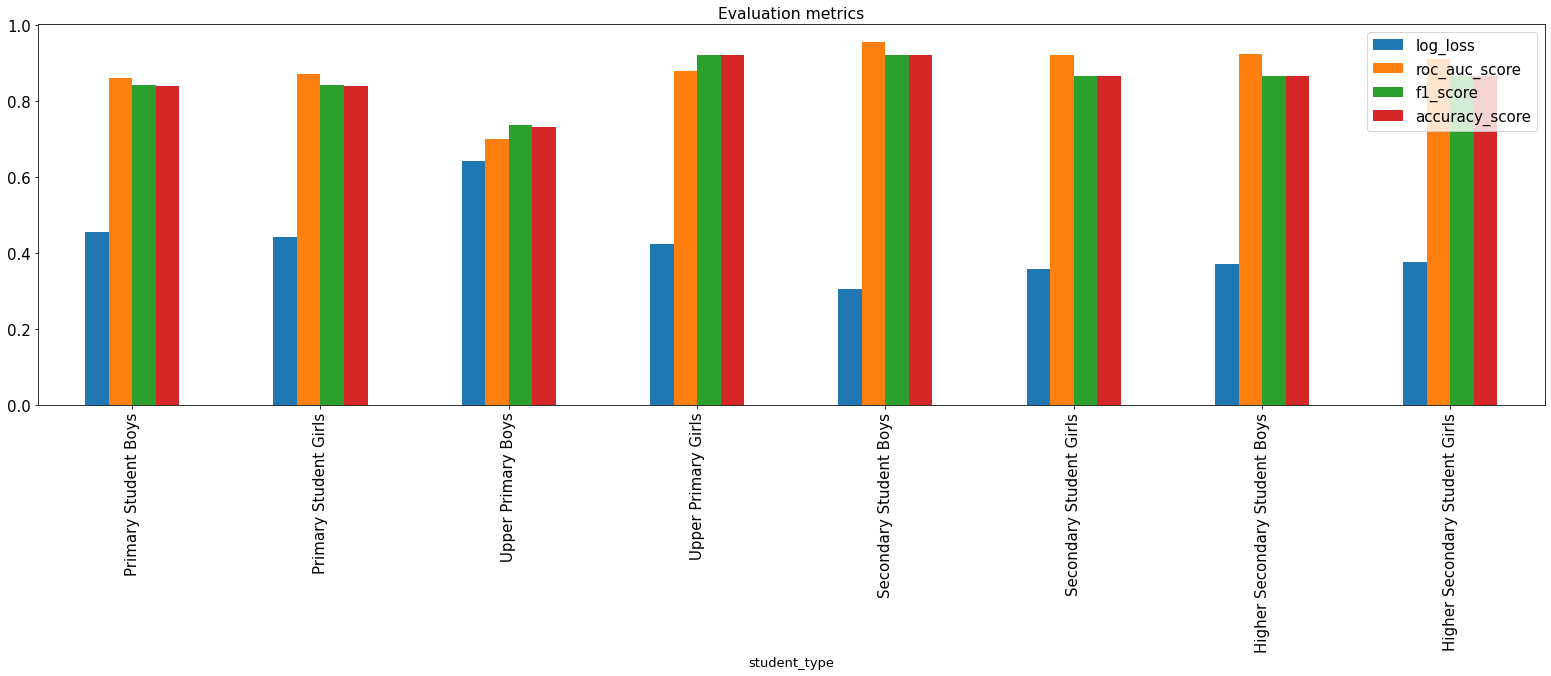 Evaluation metrics
1.0
0.8
0.6
0.4
0.2
0.0
log_loss
roc_auc_score
f1_score
accuracy_score
Primary Student Boys
Primary Student Girls
Upper Primary Boys
Upper Primary Girls
Secondary Student Boys
Secondary Student Girls
Higher Secondary Student Boys
Higher Secondary Student Girls
student_type